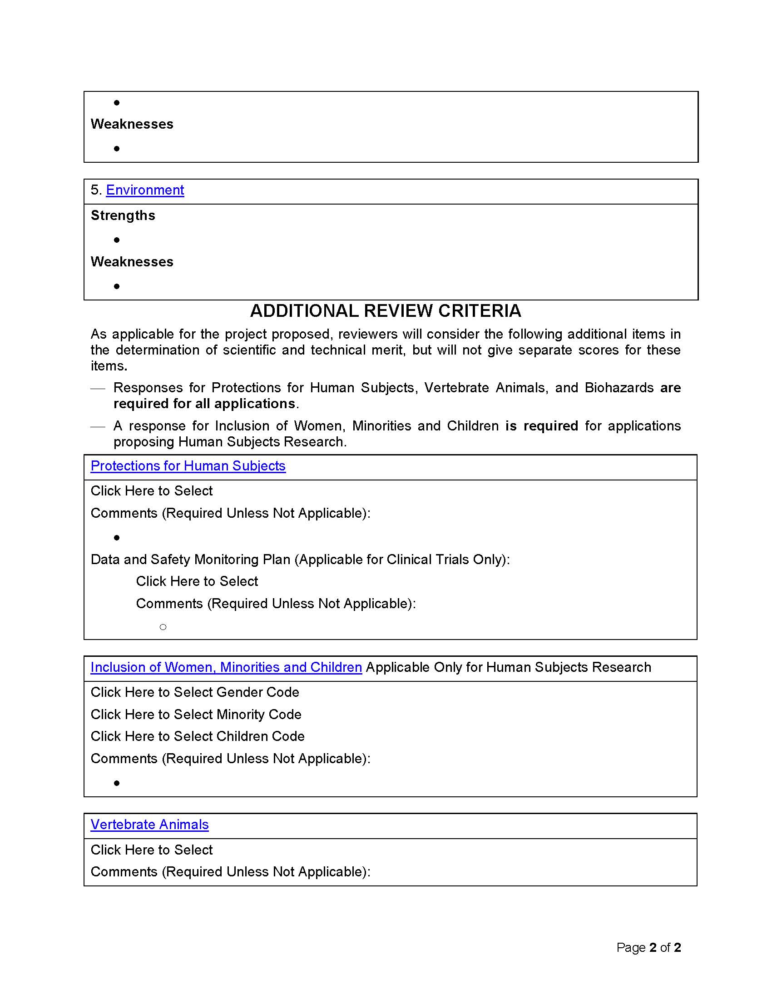 •
Weaknesses
•
5. Environment
Strengths
•
Weaknesses
•
ADDITIONAL REVIEW CRITERIA
As applicable for the project proposed, reviewers will consider the following additional items in
the determination of scientific and technical merit, but will not give separate scores for these
items.
— Responses for Protections for Human Subjects, Vertebrate Animals, and Biohazards are
required for all applications.
— A response for Inclusion of Women, Minorities and Children is required for applications
proposing Human Subjects Research.
Protections for Human Subjects
Click Here to Select
Comments (Required Unless Not Applicable):
•
Data and Safety Monitoring Plan (Applicable for Clinical Trials Only):
Click Here to Select
Comments (Required Unless Not Applicable):
○
Inclusion of Women, Minorities and Children Applicable Only for Human Subjects Research
Click Here to Select Gender Code
Click Here to Select Minority Code
Click Here to Select Children Code
Comments (Required Unless Not Applicable):
•
Vertebrate Animals
Click Here to Select
Comments (Required Unless Not Applicable):
Page 2 of 2